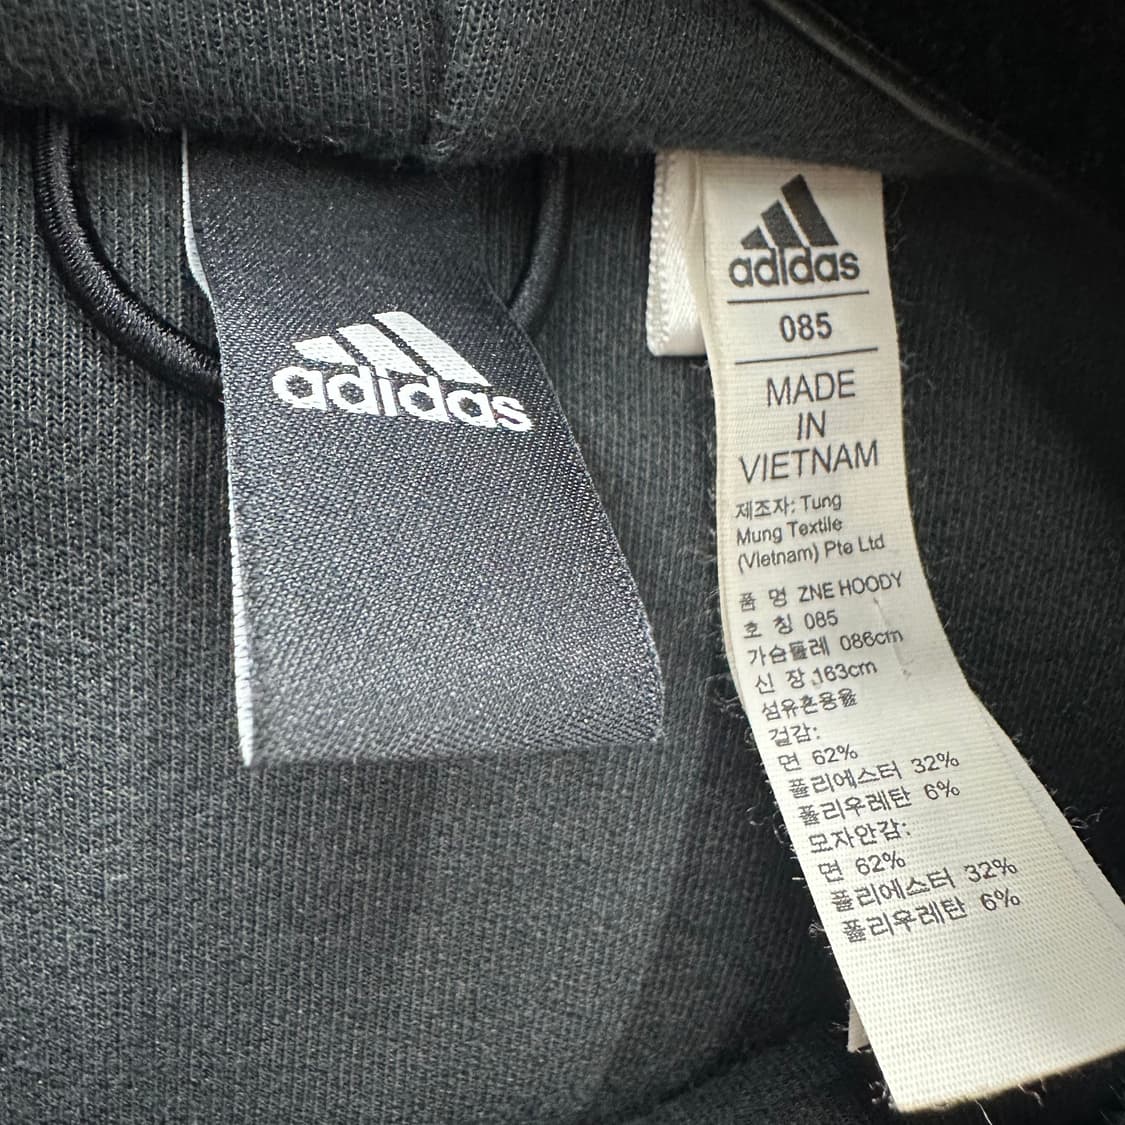 adidas
adidas
085
MADE
IN
VIETNAM
제조자: Tung
Mung Textile
(Vietnam) Pte Ltd
품 명 ZNE HOODY
호 칭 085
가슴둘레 086cm
신 장 163cm
섬유혼용율
겉감:
면 62%
폴리에스터 32%
폴리우레탄 6%
모자안감:
면 62%
폴리에스터 32%
폴리우레탄 6%